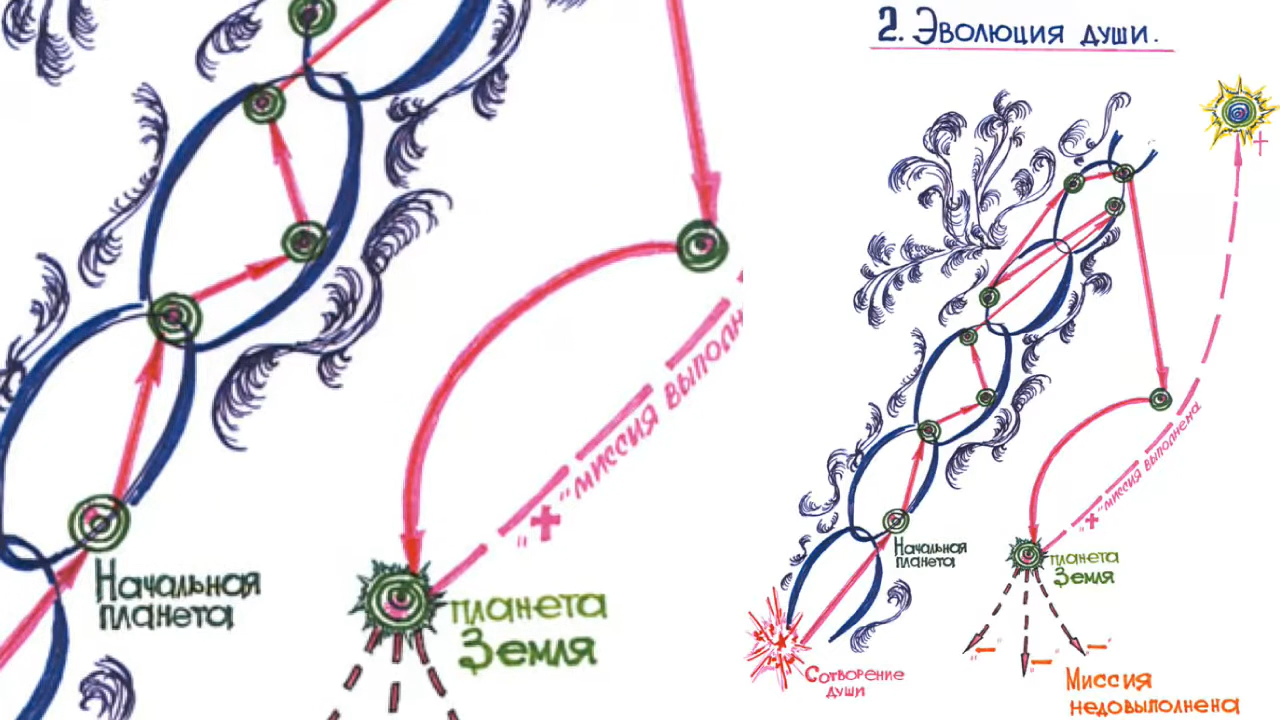 "+" миссия выполн
Начальная
планета
планета
Земля
2. Эволюция души.
+
"+" миссия выполнена
Начальная
планета
планета
Земля
"-"
"-"
"-"
Сотворение
души
Миссия
недовыполнена